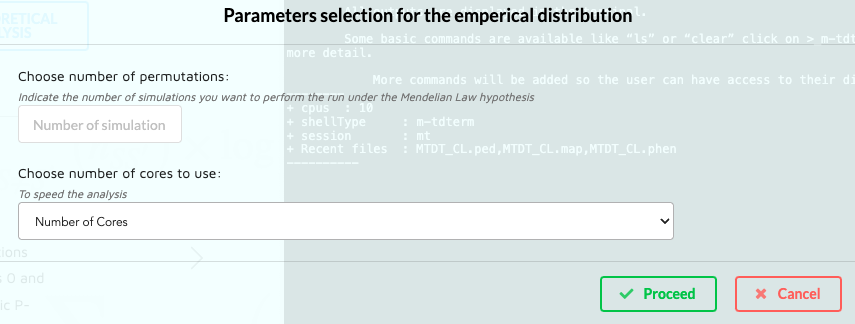 Parameters selection for the emperical distribution
ORETICAL
LYSIS
Some basic commands are available like "ls" or "clear" click on >_m-tdt
more detail.
More commands will be added so the user can have access to their di
Choose number of permutations:
Indicate the number of simulations you want to perform the run under the Mendelian Law hypothesis
Number of simulation
+ cpus : 10
+ shellType : m-tdterm
+ session : mt
+ Recent files : MTDT_CL.ped,MTDT_CL.map,MTDT_CL.phen
----------
Choose number of cores to use:
To speed the analysis
Number of Cores
ions
s 0 and
ic P-
Proceed
Cancel